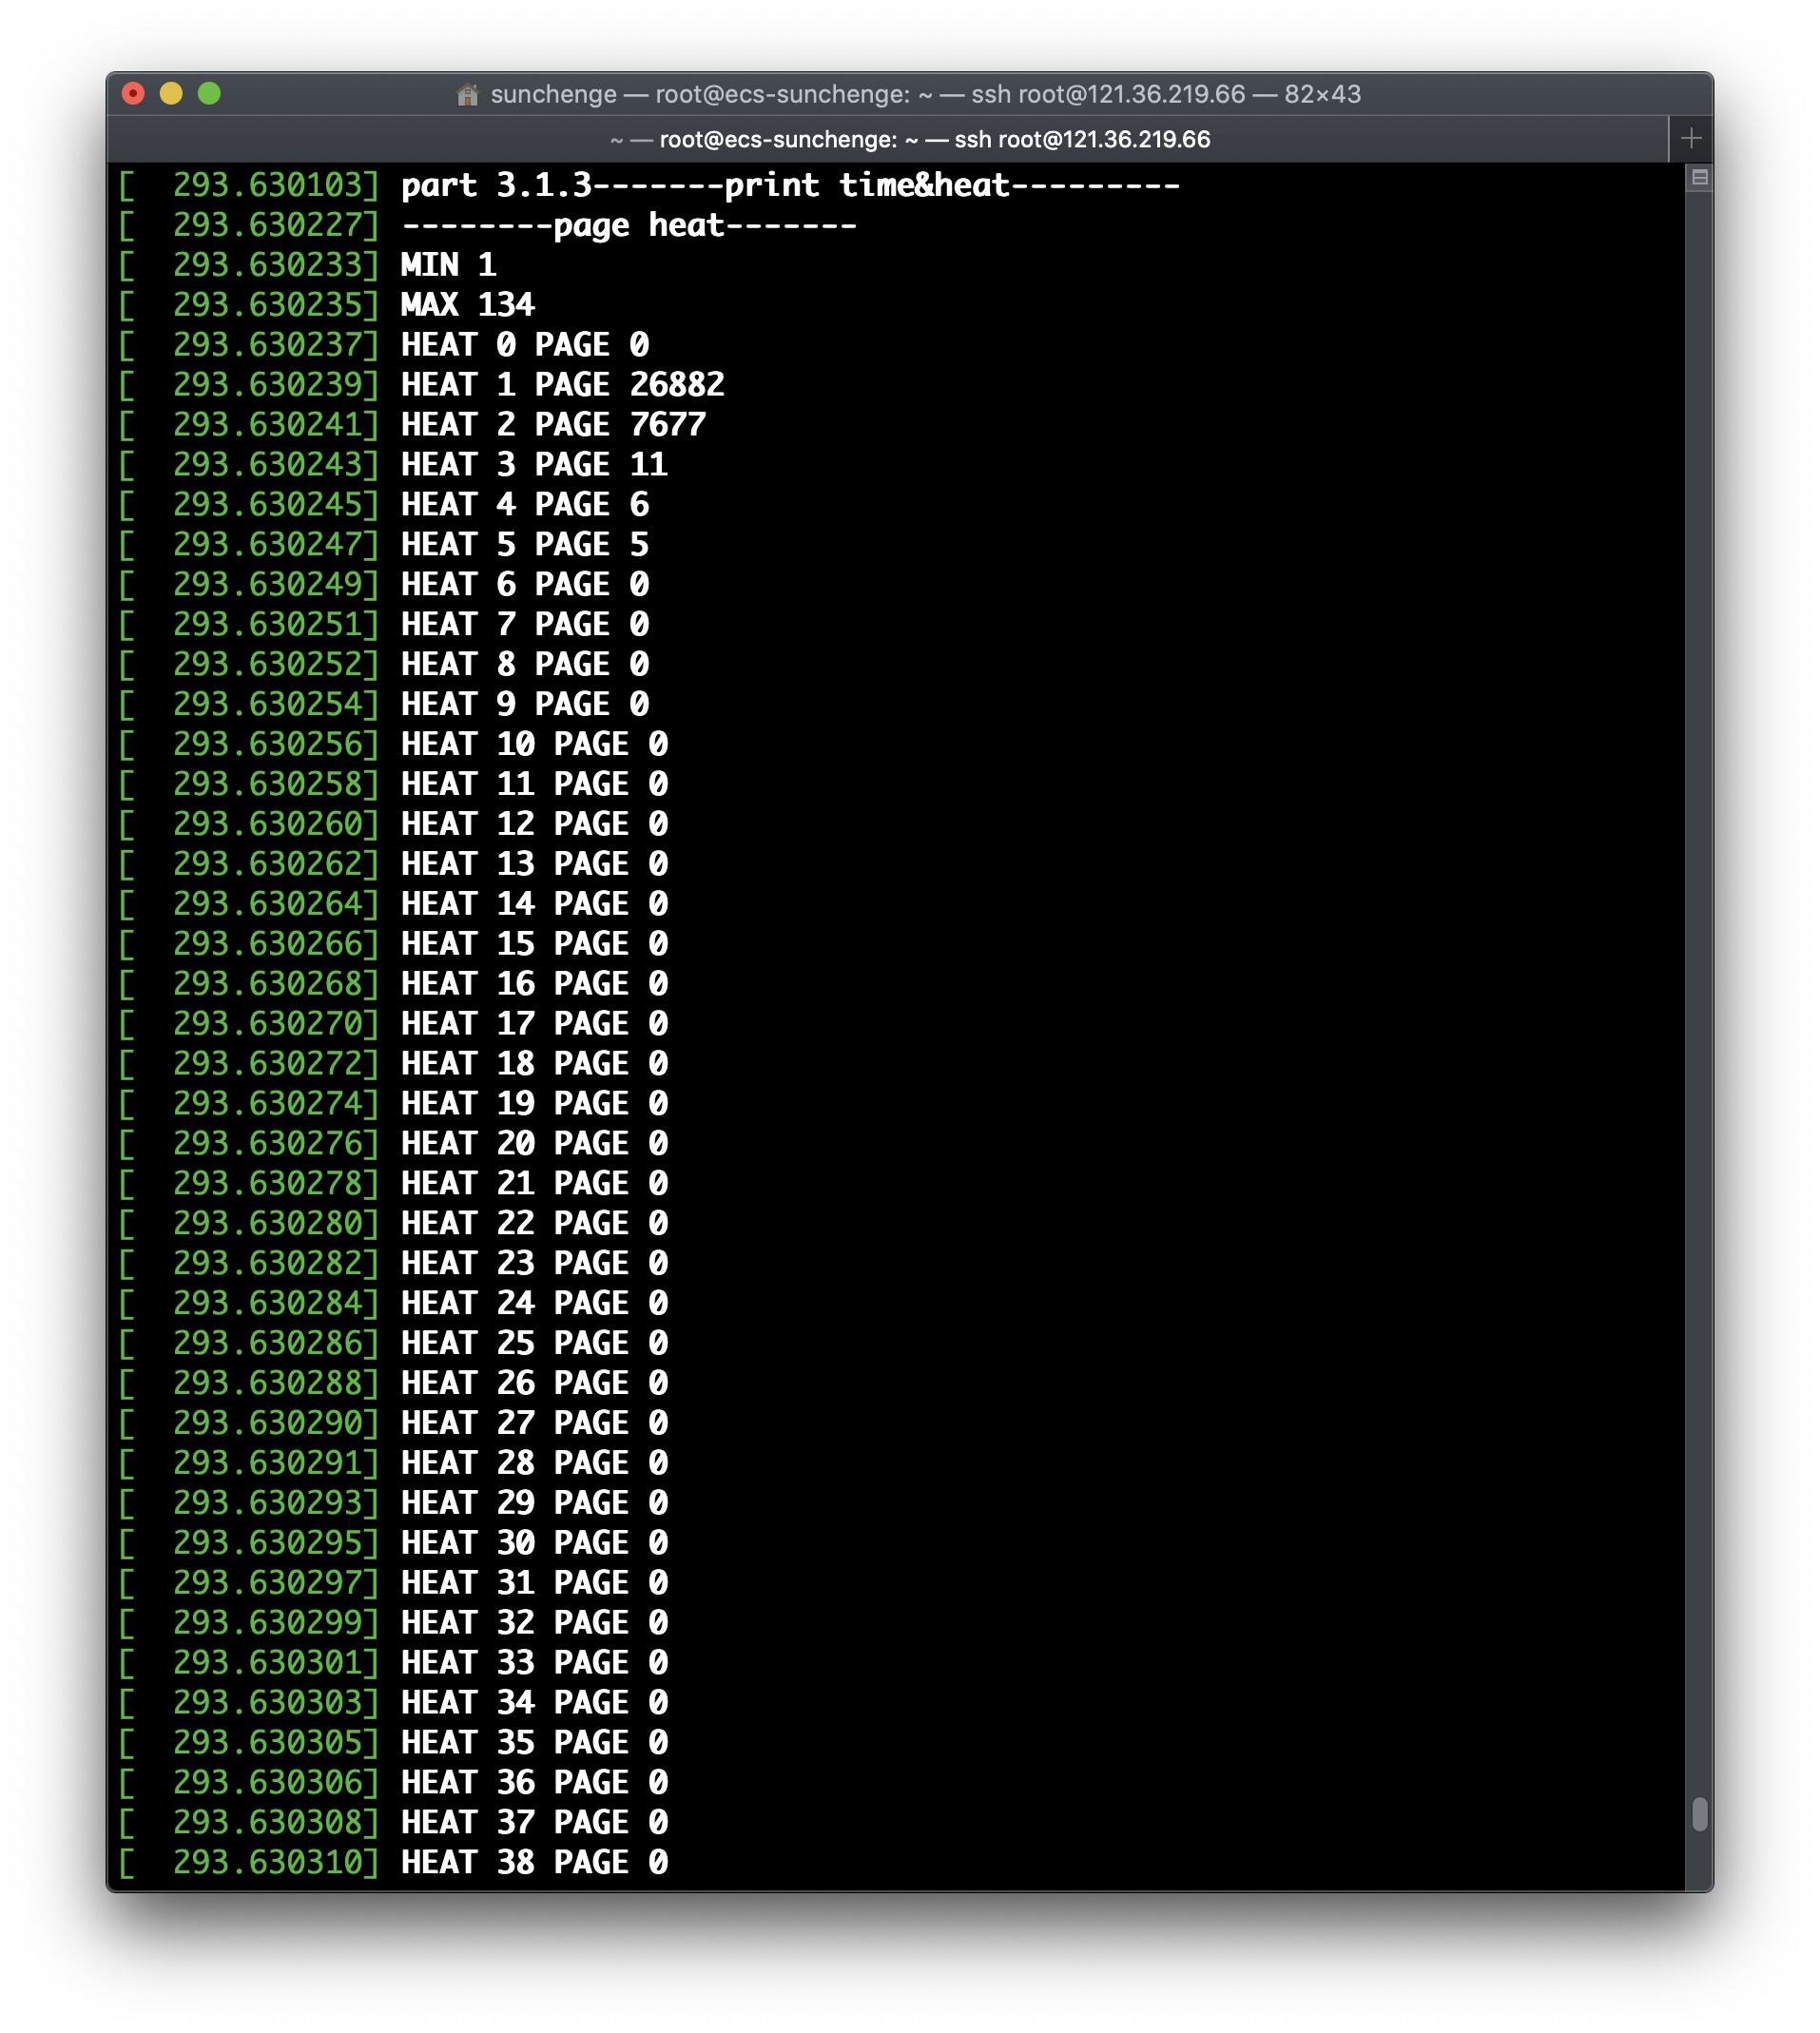 sunchenge — root@ecs-sunchenge: ~ — ssh root@121.36.219.66 — 82×43
~ — root@ecs-sunchenge: ~ — ssh root@121.36.219.66
[  293.630103] part 3.1.3-------print time&heat---------
[  293.630227] --------page heat-------
[  293.630233] MIN 1
[  293.630235] MAX 134
[  293.630237] HEAT 0 PAGE 0
[  293.630239] HEAT 1 PAGE 26882
[  293.630241] HEAT 2 PAGE 7677
[  293.630243] HEAT 3 PAGE 11
[  293.630245] HEAT 4 PAGE 6
[  293.630247] HEAT 5 PAGE 5
[  293.630249] HEAT 6 PAGE 0
[  293.630251] HEAT 7 PAGE 0
[  293.630252] HEAT 8 PAGE 0
[  293.630254] HEAT 9 PAGE 0
[  293.630256] HEAT 10 PAGE 0
[  293.630258] HEAT 11 PAGE 0
[  293.630260] HEAT 12 PAGE 0
[  293.630262] HEAT 13 PAGE 0
[  293.630264] HEAT 14 PAGE 0
[  293.630266] HEAT 15 PAGE 0
[  293.630268] HEAT 16 PAGE 0
[  293.630270] HEAT 17 PAGE 0
[  293.630272] HEAT 18 PAGE 0
[  293.630274] HEAT 19 PAGE 0
[  293.630276] HEAT 20 PAGE 0
[  293.630278] HEAT 21 PAGE 0
[  293.630280] HEAT 22 PAGE 0
[  293.630282] HEAT 23 PAGE 0
[  293.630284] HEAT 24 PAGE 0
[  293.630286] HEAT 25 PAGE 0
[  293.630288] HEAT 26 PAGE 0
[  293.630290] HEAT 27 PAGE 0
[  293.630291] HEAT 28 PAGE 0
[  293.630293] HEAT 29 PAGE 0
[  293.630295] HEAT 30 PAGE 0
[  293.630297] HEAT 31 PAGE 0
[  293.630299] HEAT 32 PAGE 0
[  293.630301] HEAT 33 PAGE 0
[  293.630303] HEAT 34 PAGE 0
[  293.630305] HEAT 35 PAGE 0
[  293.630306] HEAT 36 PAGE 0
[  293.630308] HEAT 37 PAGE 0
[  293.630310] HEAT 38 PAGE 0